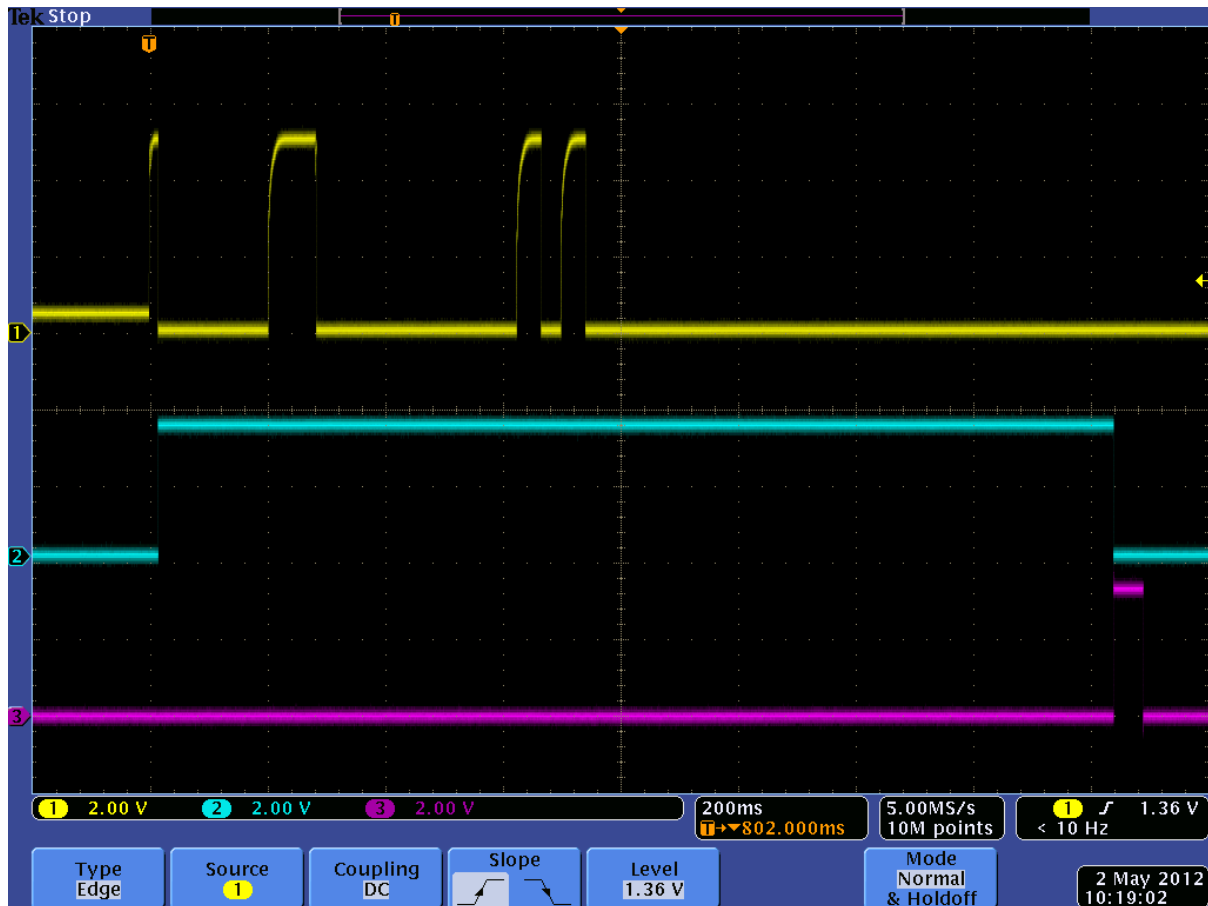 Tek Stop
T
T
1
2
3
1 2.00 V 2 2.00 V 3 2.00 V
200ms
T→▼802.000ms
5.00MS/s
10M points
1 1.36 V
< 10 Hz
Type
Edge
Source
1
Coupling
DC
Slope
Level
1.36 V
Mode
Normal
& Holdoff
2 May 2012
10:19:02